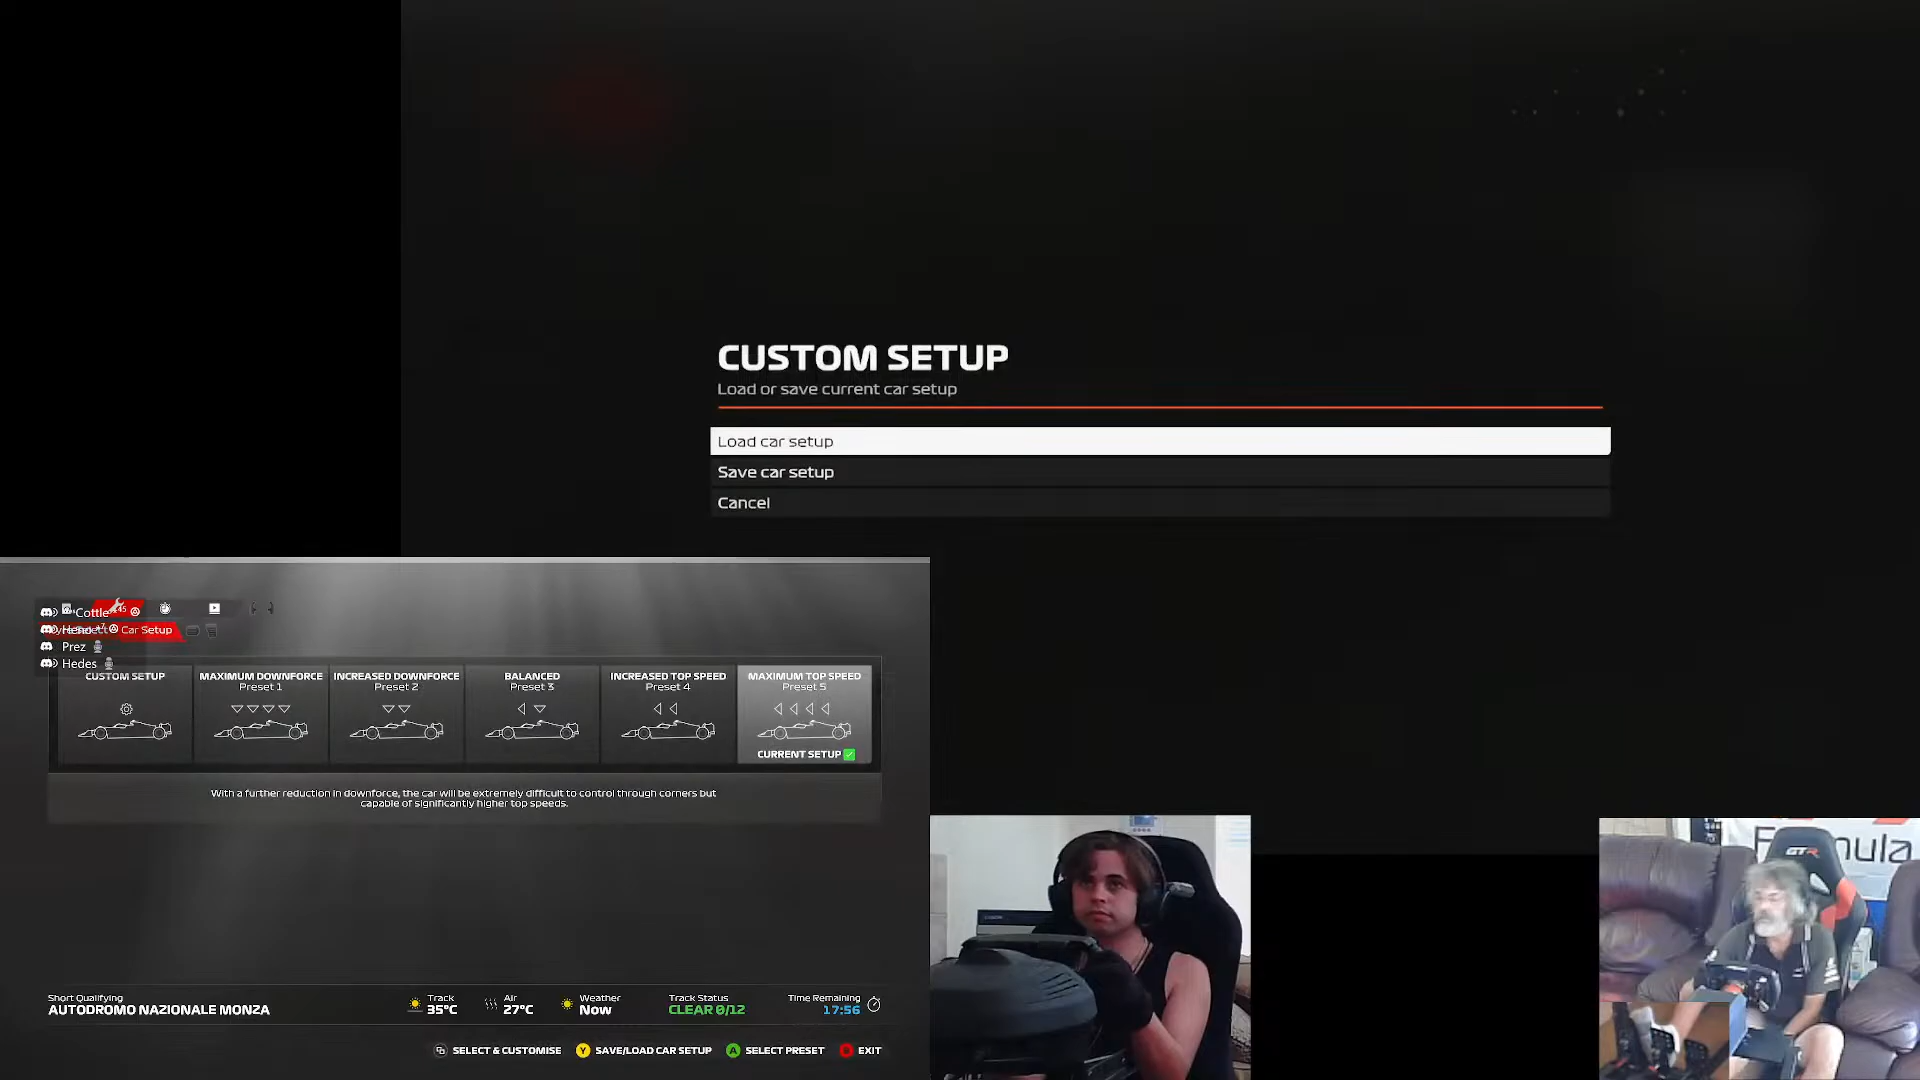 CUSTOM SETUP
Load or save current car setup
Load car setup
Save car setup
Cancel
Cottle
Car Setup
Prez
Hedes
CUSTOM SETUP
MAXIMUM DOWNFORCE
Preset 1
INCREASED DOWNFORCE
Preset 2
BALANCED
Preset 3
INCREASED TOP SPEED
Preset 4
MAXIMUM TOP SPEED
Preset 5
CURRENT SETUP
With a further reduction in downforce, the car will be extremely difficult to control through corners but
capable of significantly higher top speeds.
Short Qualifying
AUTODROMO NAZIONALE MONZA
Track
35°C
Air
27°C
Weather
Now
Track Status
CLEAR 0/12
Time Remaining
17:56
SELECT & CUSTOMISE
Y SAVE/LOAD CAR SETUP
A SELECT PRESET
EXIT
GTR